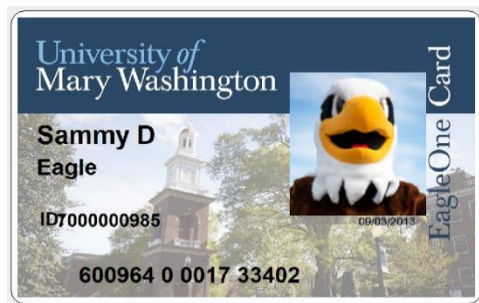 University of
Mary Washington
Sammy D
Eagle
ID7000000985
09/03/2013
600964 0 0017 33402
EagleOne Card